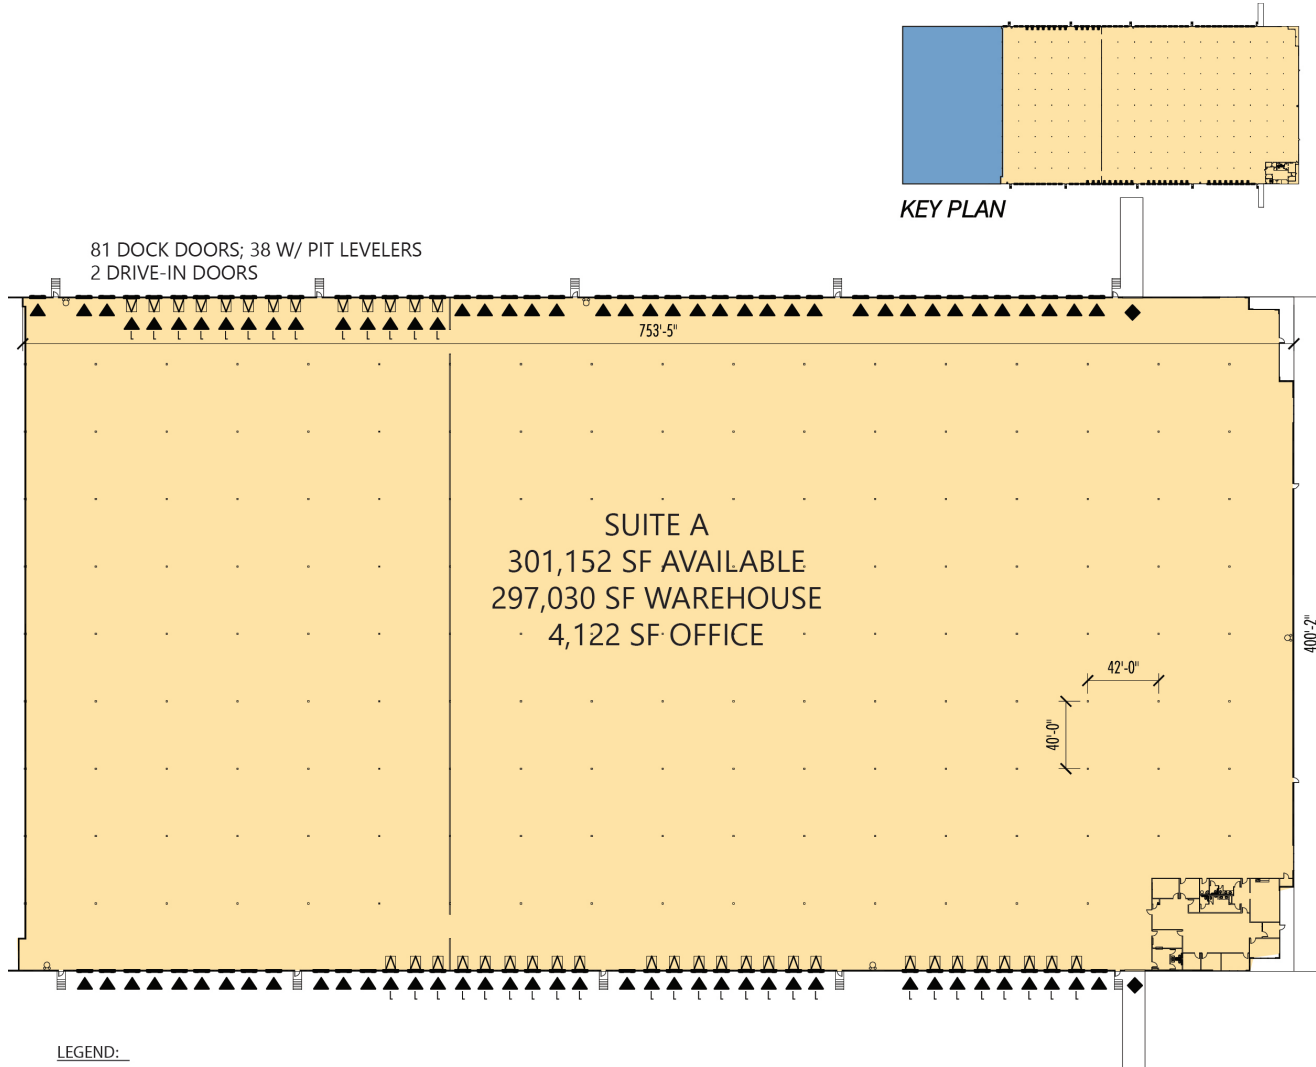 KEY PLAN
81 DOCK DOORS; 38 W/ PIT LEVELERS
2 DRIVE-IN DOORS
L L L L L L L L L L L L L
753'-5"
SUITE A
301,152 SF AVAILABLE
297,030 SF WAREHOUSE
4,122 SF OFFICE
400'-2"
42'-0"
40'-0"
L L L L L L L L L L L L L L L L L L L L L L L L L
LEGEND: